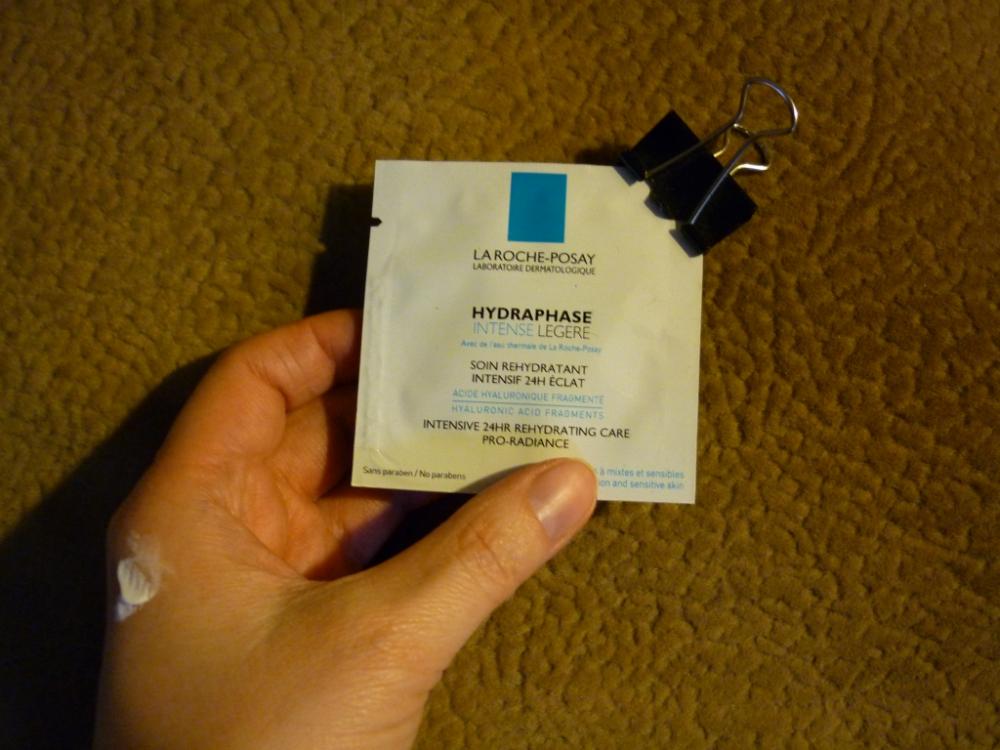 LA ROCHE-POSAY
LABORATOIRE DERMATOLOGIQUE
HYDRAPHASE
INTENSE LEGERE
Avec de l'eau thermale de La Roche-Posay
SOIN REHYDRATANT
INTENSIF 24H ÉCLAT
ACIDE HYALURONIQUE FRAGMENTÉ
HYALURONIC ACID FRAGMENTS
INTENSIVE 24HR REHYDRATING CARE
PRO-RADIANCE
Sans paraben / No parabens
à mixtes et sensibles
and sensitive skin